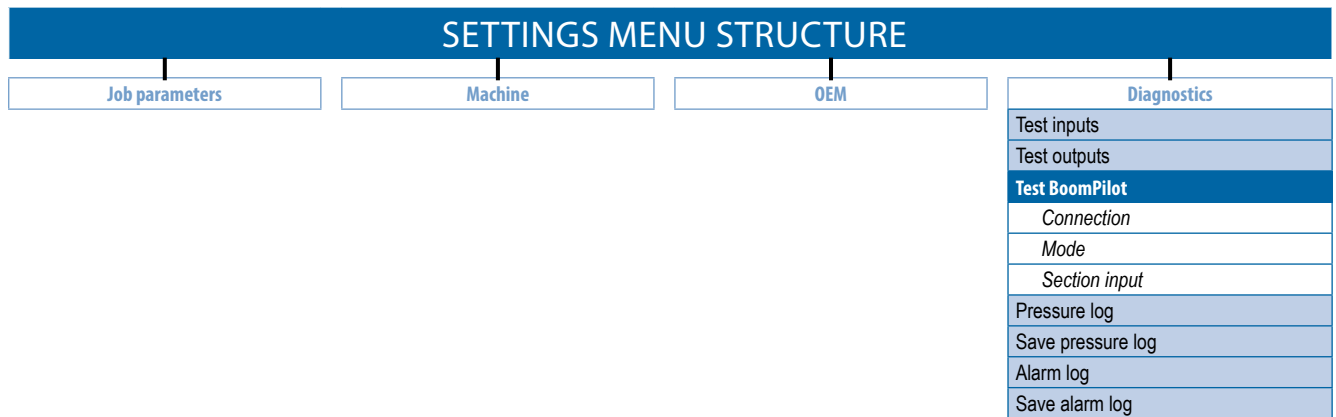 SETTINGS MENU STRUCTURE
Job parameters
Machine
OEM
Diagnostics
Test inputs
Test outputs
Test BoomPilot
Connection
Mode
Section input
Pressure log
Save pressure log
Alarm log
Save alarm log